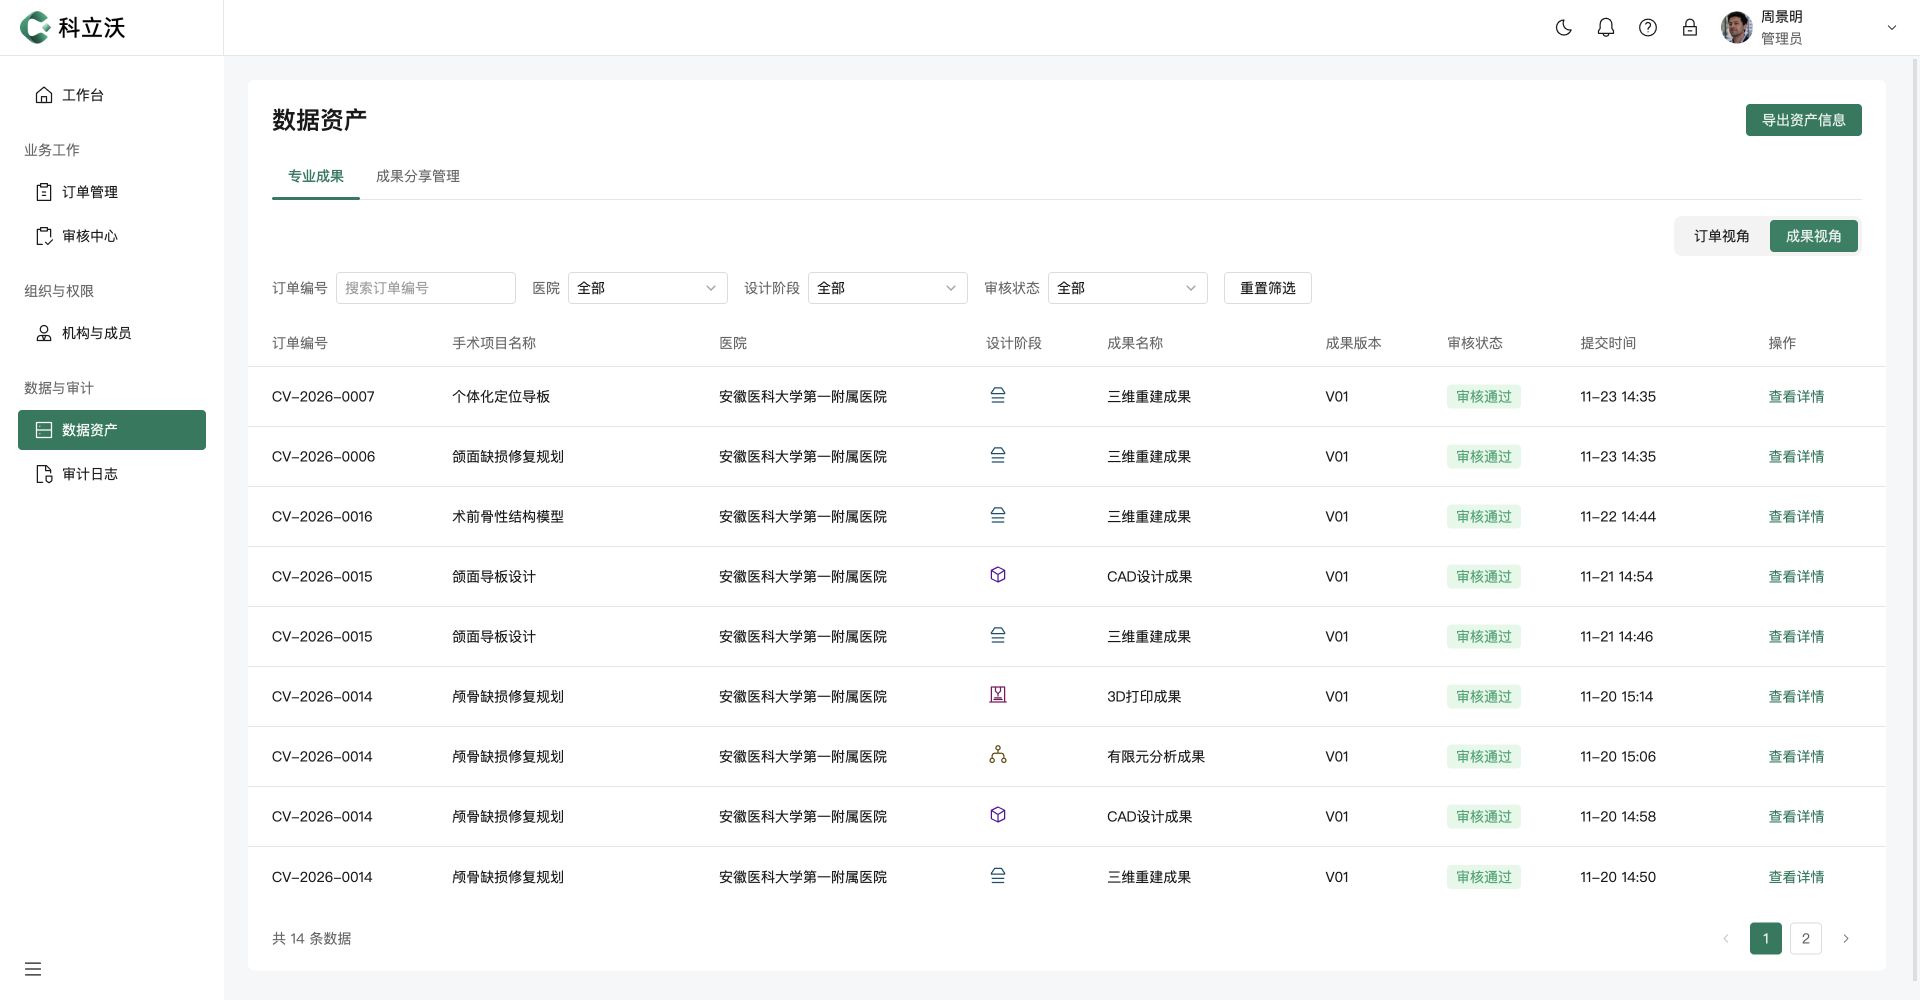 科立沃
周景明
管理员
工作台
业务工作
订单管理
审核中心
组织与权限
机构与成员
数据与审计
数据资产
审计日志
数据资产
导出资产信息
专业成果 成果分享管理
订单视角 成果视角
订单编号 搜索订单编号 医院 全部 设计阶段 全部 审核状态 全部 重置筛选
订单编号 手术项目名称 医院 设计阶段 成果名称 成果版本 审核状态 提交时间 操作
CV-2026-0007 个体化定位导板 安徽医科大学第一附属医院 三维重建成果 V01 审核通过 11-23 14:35 查看详情
CV-2026-0006 颌面缺损修复规划 安徽医科大学第一附属医院 三维重建成果 V01 审核通过 11-23 14:35 查看详情
CV-2026-0016 术前骨性结构模型 安徽医科大学第一附属医院 三维重建成果 V01 审核通过 11-22 14:44 查看详情
CV-2026-0015 颌面导板设计 安徽医科大学第一附属医院 CAD设计成果 V01 审核通过 11-21 14:54 查看详情
CV-2026-0015 颌面导板设计 安徽医科大学第一附属医院 三维重建成果 V01 审核通过 11-21 14:46 查看详情
CV-2026-0014 颅骨缺损修复规划 安徽医科大学第一附属医院 3D打印成果 V01 审核通过 11-20 15:14 查看详情
CV-2026-0014 颅骨缺损修复规划 安徽医科大学第一附属医院 有限元分析成果 V01 审核通过 11-20 15:06 查看详情
CV-2026-0014 颅骨缺损修复规划 安徽医科大学第一附属医院 CAD设计成果 V01 审核通过 11-20 14:58 查看详情
CV-2026-0014 颅骨缺损修复规划 安徽医科大学第一附属医院 三维重建成果 V01 审核通过 11-20 14:50 查看详情
共 14 条数据 1 2